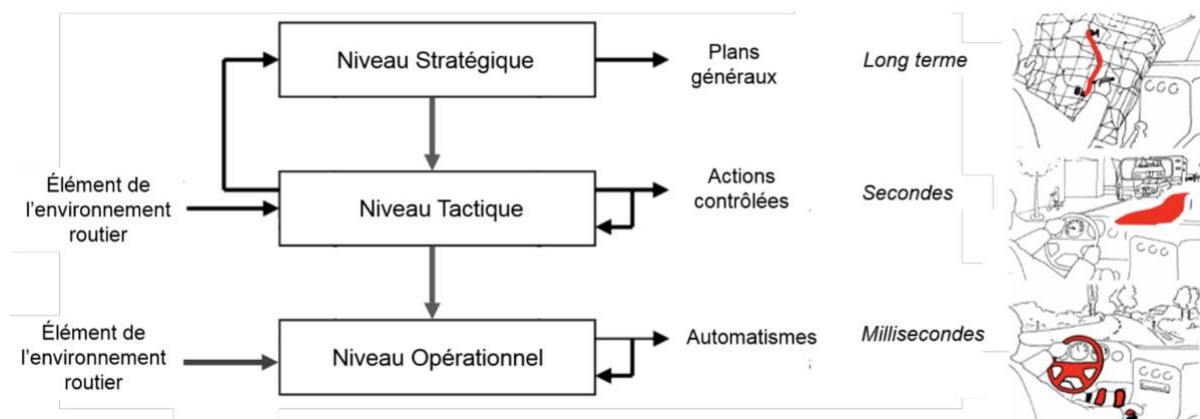 Niveau Stratégique
Plans
généraux
Long terme
A
B
Élément de
l'environnement
routier
Niveau Tactique
Actions
contrôlées
Secondes
Élément de
l'environnement
routier
Niveau Opérationnel
Automatismes
Millisecondes